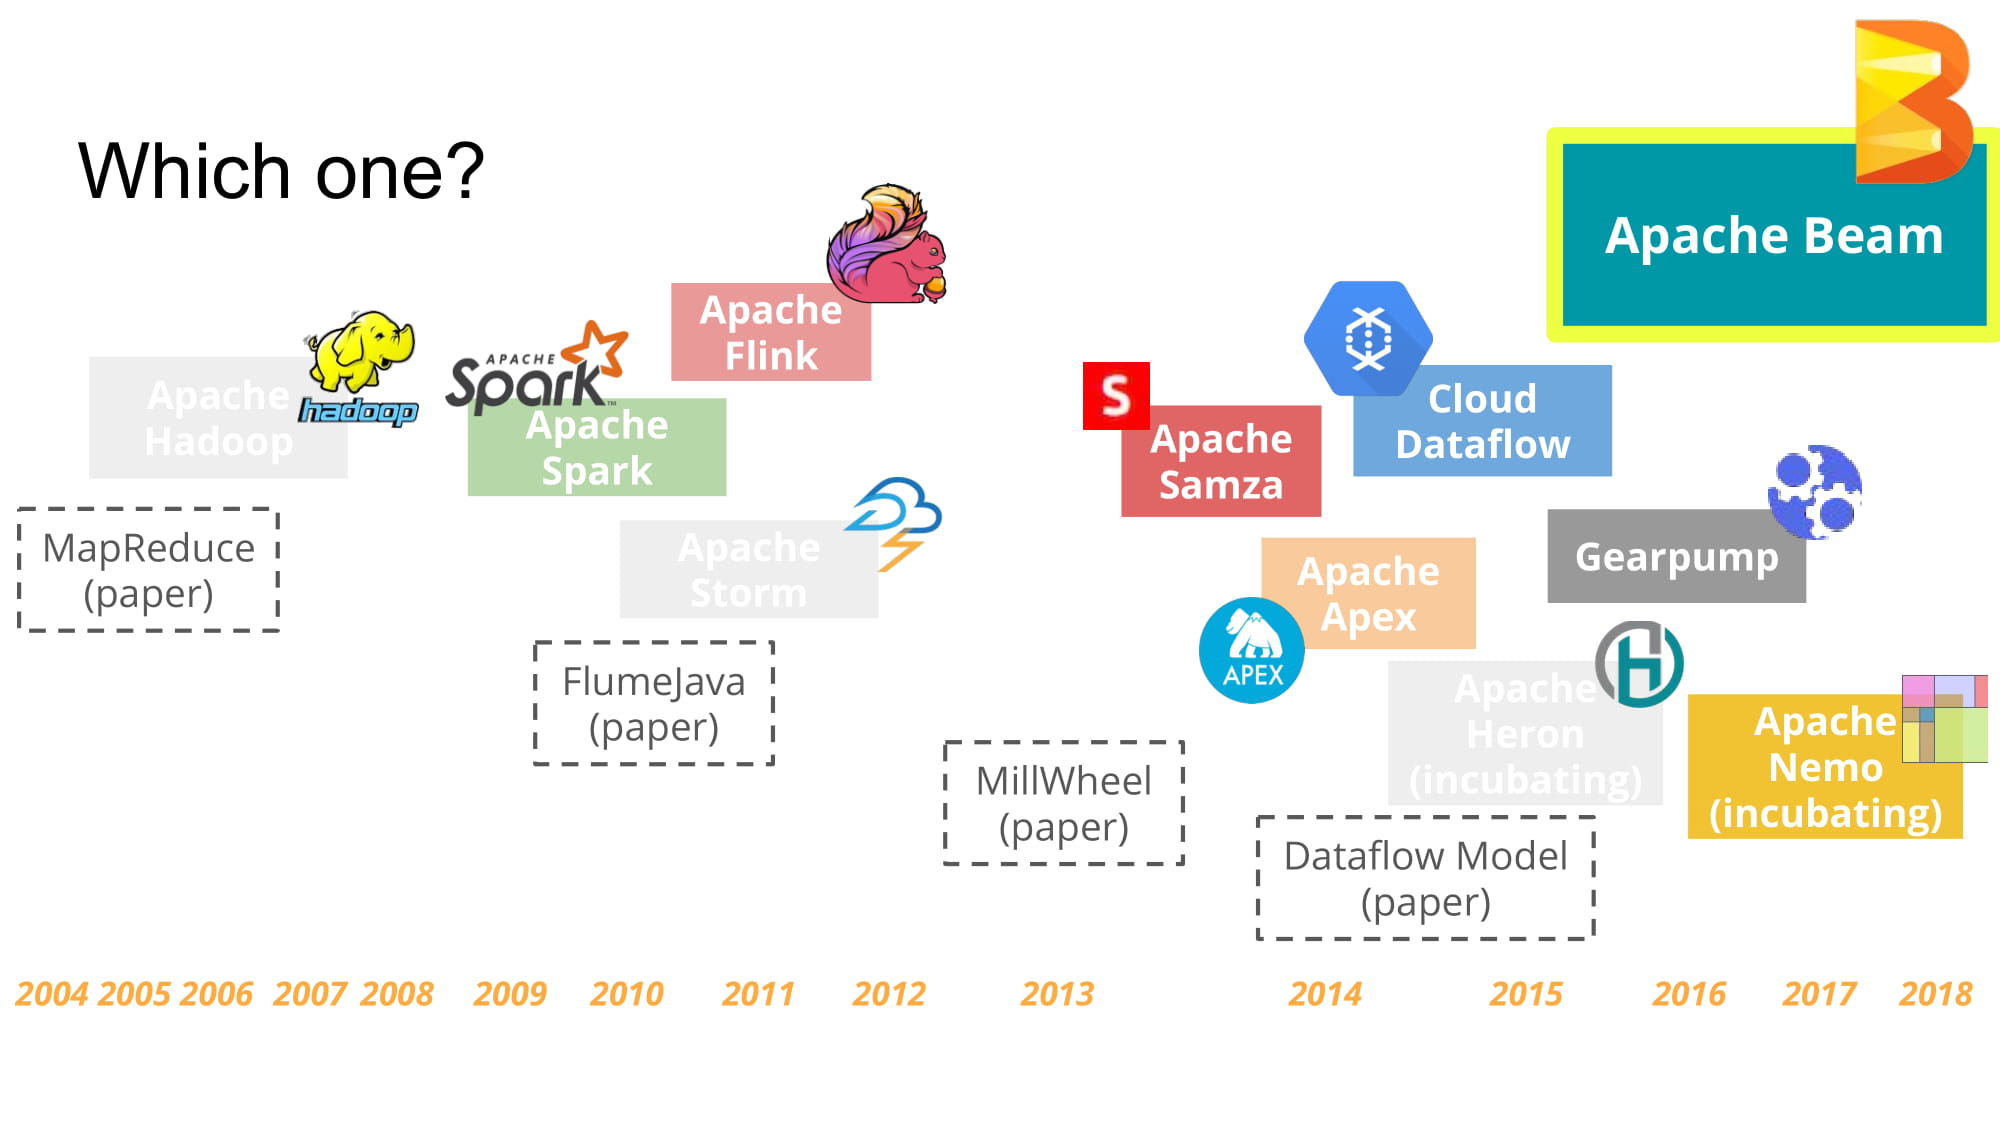 Which one?
Apache Beam
Apache
Flink
hadoop
Apache
Hadoop
APACHE
Spark™
Apache
Spark
S
Apache
Samza
Cloud
Dataflow
MapReduce
(paper)
Apache
Storm
Apache
Apex
APEX
Gearpump
FlumeJava
(paper)
H
Apache
Heron
(incubating)
Apache
Nemo
(incubating)
MillWheel
(paper)
Dataflow Model
(paper)
2004 2005 2006 2007 2008 2009 2010 2011 2012 2013 2014 2015 2016 2017 2018